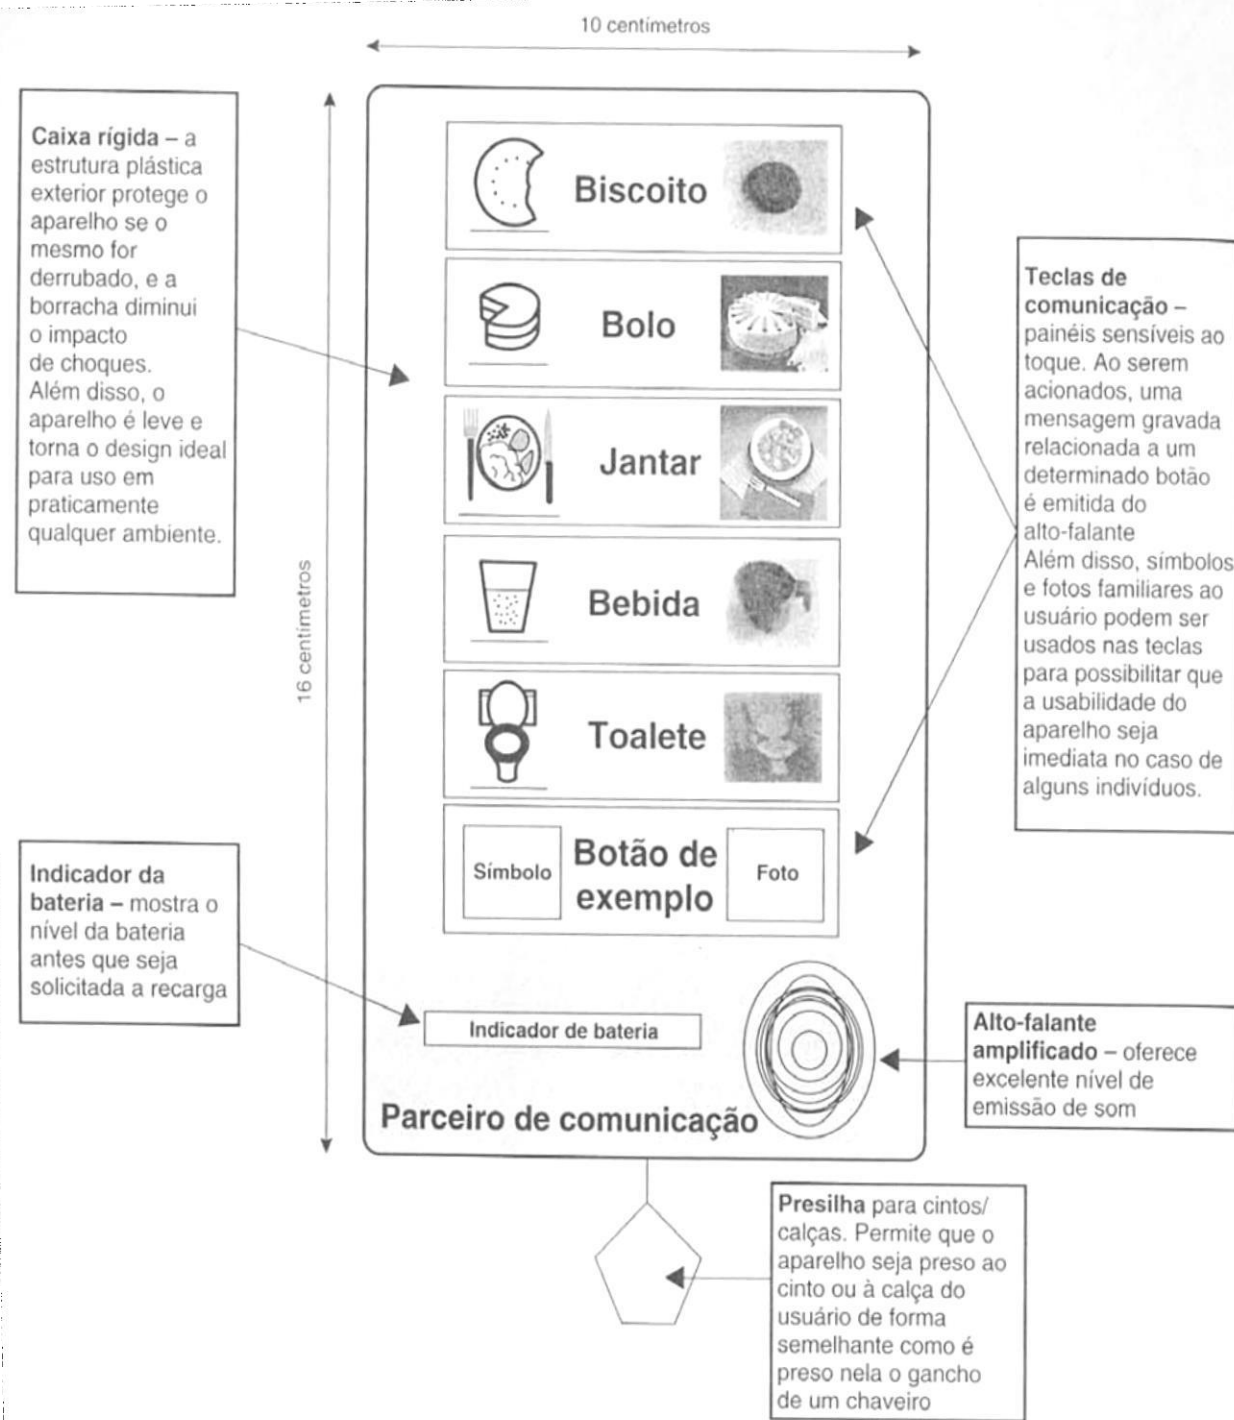 10 centímetros
Caixa rígida – a
estrutura plástica
exterior protege o
aparelho se o
mesmo for
derrubado, e a
borracha diminui
o impacto
de choques.
Além disso, o
aparelho é leve e
torna o design ideal
para uso em
praticamente
qualquer ambiente.
16 centímetros
Biscoito
Bolo
Jantar
Bebida
Toalete
Símbolo
Botão de
exemplo
Foto
Teclas de
comunicação –
painéis sensíveis ao
toque. Ao serem
acionados, uma
mensagem gravada
relacionada a um
determinado botão
é emitida do
alto-falante
Além disso, símbolos
e fotos familiares ao
usuário podem ser
usados nas teclas
para possibilitar que
a usabilidade do
aparelho seja
imediata no caso de
alguns indivíduos.
Indicador da
bateria – mostra o
nível da bateria
antes que seja
solicitada a recarga
Indicador de bateria
Alto-falante
amplificado – oferece
excelente nível de
emissão de som
Parceiro de comunicação
Presilha para cintos/
calças. Permite que o
aparelho seja preso ao
cinto ou à calça do
usuário de forma
semelhante como é
preso nela o gancho
de um chaveiro